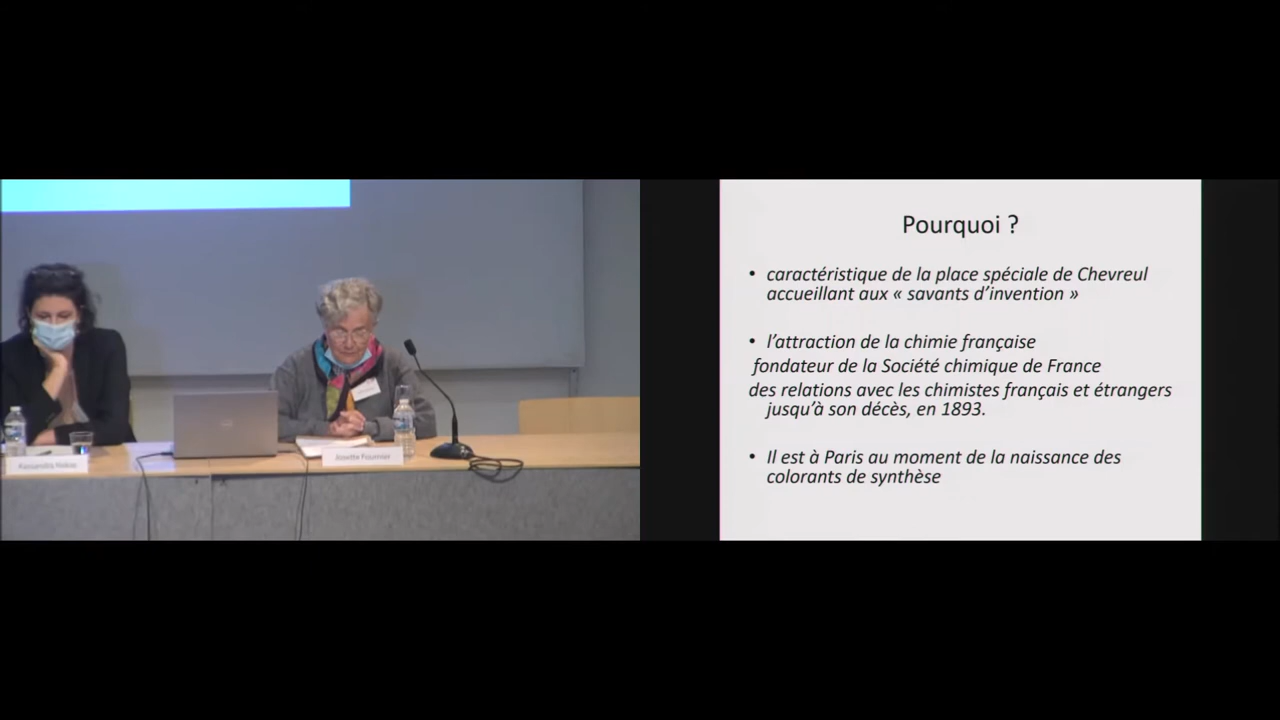 Pourquoi ?
• caractéristique de la place spéciale de Chevreul
accueillant aux « savants d’invention »
• l’attraction de la chimie française
fondateur de la Société chimique de France
des relations avec les chimistes français et étrangers
jusqu’à son décès, en 1893.
• Il est à Paris au moment de la naissance des
colorants de synthèse
Josette Fournier